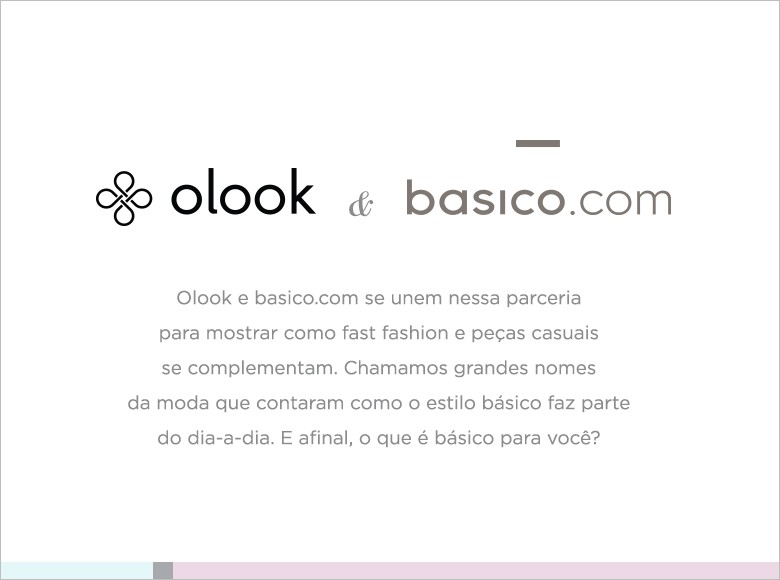 olook & basico.com
Olook e basico.com se unem nessa parceria
para mostrar como fast fashion e peças casuais
se complementam. Chamamos grandes nomes
da moda que contaram como o estilo básico faz parte
do dia-a-dia. E afinal, o que é básico para você?